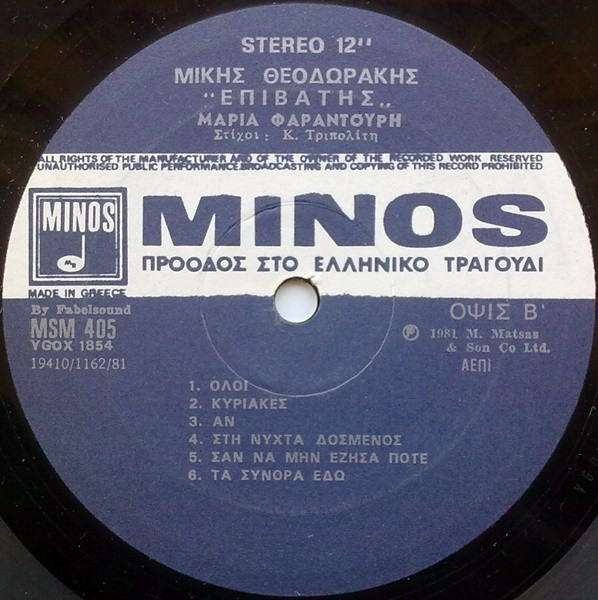 STEREO 12''
ΜΙΚΗΣ ΘΕΟΔΩΡΑΚΗΣ
"ΕΠΙΒΑΤΗΣ„
ΜΑΡΙΑ ΦΑΡΑΝΤΟΥΡΗ
Στίχοι: Κ. Τριπολίτη
ALL RIGHTS OF THE MANUFACTURER AND OF THE OWNER OF THE RECORDED WORK RESERVED
UNAUTHORISED PUBLIC PERFORMANCE.BROADCASTING AND COPYING OF THIS RECORD PROHIBITED
MINOS
MINOS
ΠΡΟΟΔΟΣ ΣΤΟ ΕΛΛΗΝΙΚΟ ΤΡΑΓΟΥΔΙ
MADE IN GREECE
By Fabelsound
MSM 405
YGOX 1854
19410/1162/81
ΟΨΙΣ Β'
Ⓟ 1981 M. Matsas
& Son Co Ltd.
ΑΕΠΙ
1. ΟΛΟΙ
2. ΚΥΡΙΑΚΕΣ
3. ΑΝ
4. ΣΤΗ ΝΥΧΤΑ ΔΟΣΜΕΝΟΣ
5. ΣΑΝ ΝΑ ΜΗΝ ΕΖΗΣΑ ΠΟΤΕ
6. ΤΑ ΣΥΝΟΡΑ ΕΔΩ